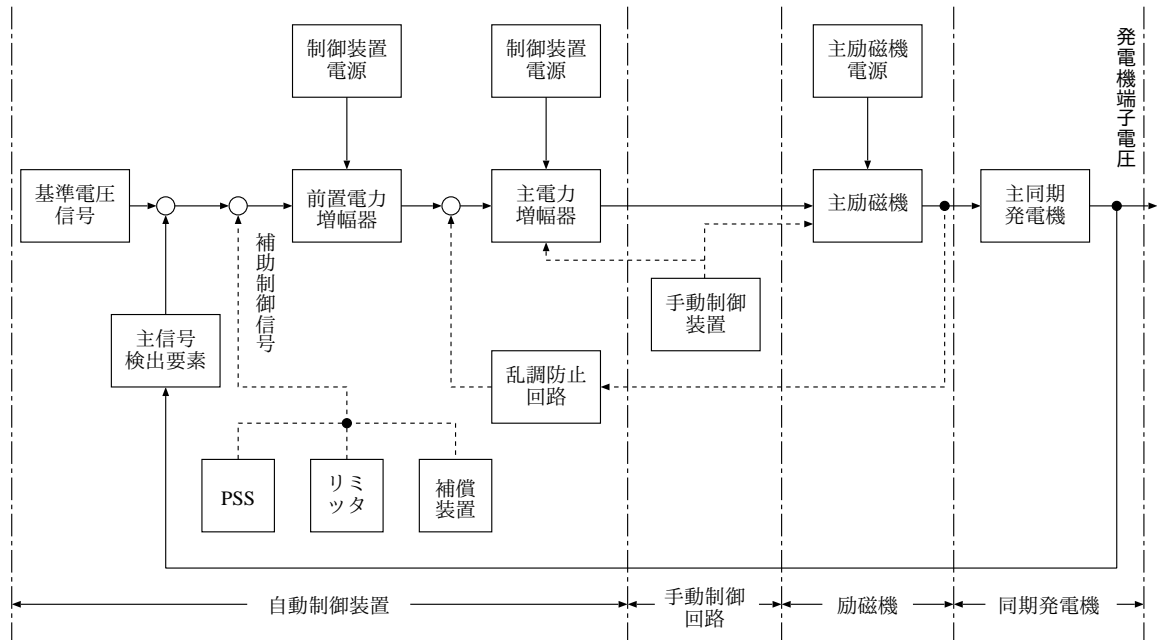 制御装置
電源
制御装置
電源
主励磁機
電源
発電機端子電圧
基準電圧
信号
前置電力
増幅器
主電力
増幅器
主励磁機
主同期
発電機
補助制御信号
手動制御
装置
主信号
検出要素
乱調防止
回路
PSS
リミ
ッタ
補償
装置
自動制御装置
手動制御
回路
励磁機
同期発電機